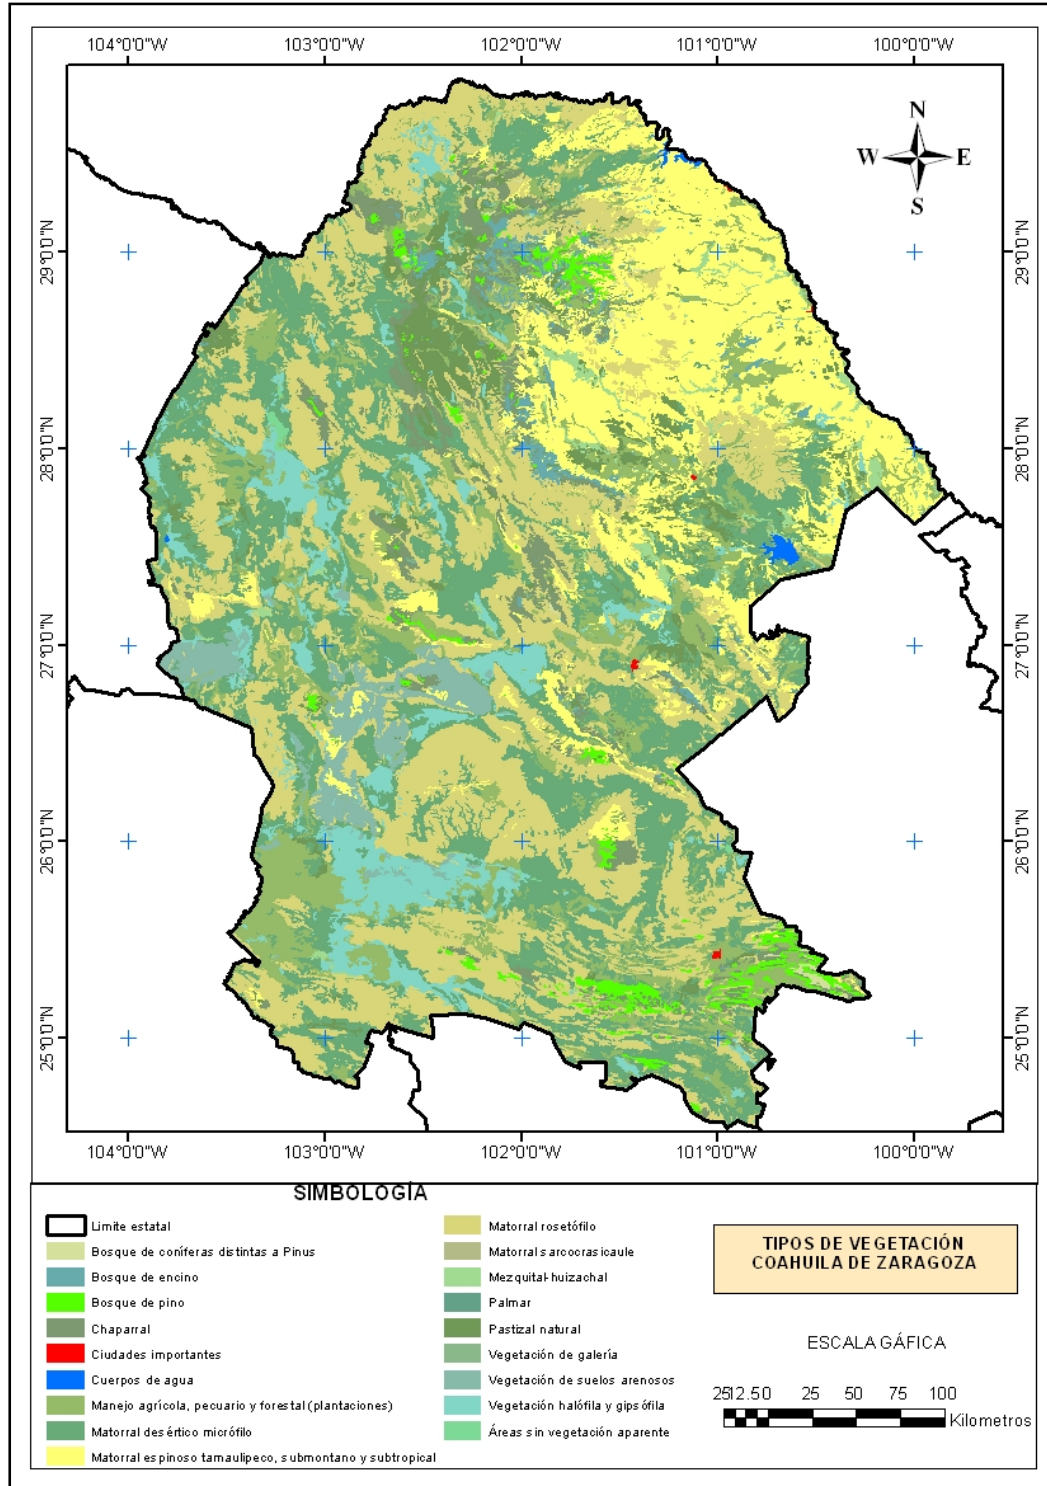 104°0'0"W 103°0'0"W 102°0'0"W 101°0'0"W 100°0'0"W
N
W E
S
29°0'0"N 29°0'0"N
28°0'0"N 28°0'0"N
27°0'0"N 27°0'0"N
26°0'0"N 26°0'0"N
25°0'0"N 25°0'0"N
104°0'0"W 103°0'0"W 102°0'0"W 101°0'0"W 100°0'0"W
SIMBOLOGÍA
Limite estatal
Bosque de coníferas distintas a Pinus
Bosque de encino
Bosque de pino
Chaparral
Ciudades importantes
Cuerpos de agua
Manejo agrícola, pecuario y forestal (plantaciones)
Matorral desértico micrófilo
Matorral espinoso tamaulipeco, submontano y subtropical
Matorral rosetófilo
Matorral sarcocrasicaule
Mezquital-huizachal
Palmar
Pastizal natural
Vegetación de galería
Vegetación de suelos arenosos
Vegetación halófila y gipsófila
Áreas sin vegetación aparente
TIPOS DE VEGETACIÓN
COAHUILA DE ZARAGOZA
ESCALA GÁFICA
25 12.5 0 25 50 75 100
Kilometros